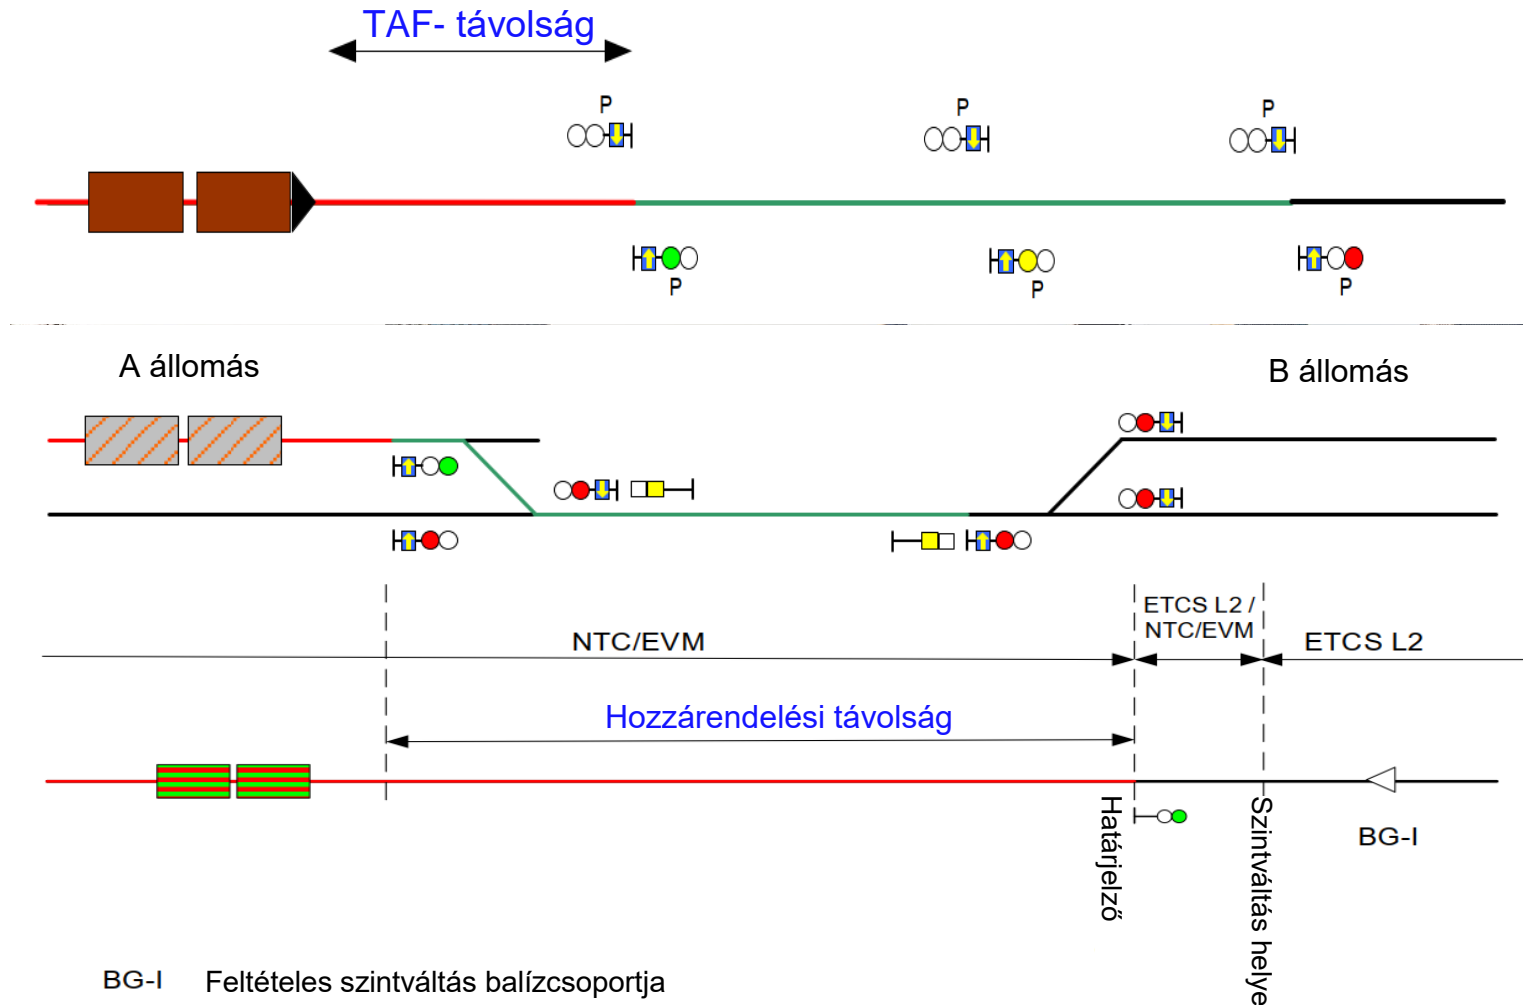 TAF- távolság
P
P
P
P
P
P
A állomás
B állomás
ETCS L2 /
NTC/EVM
NTC/EVM
ETCS L2
Hozzárendelési távolság
Határjelző
Szintváltás helye
BG-I
BG-I Feltételes szintváltás balízcsoportja